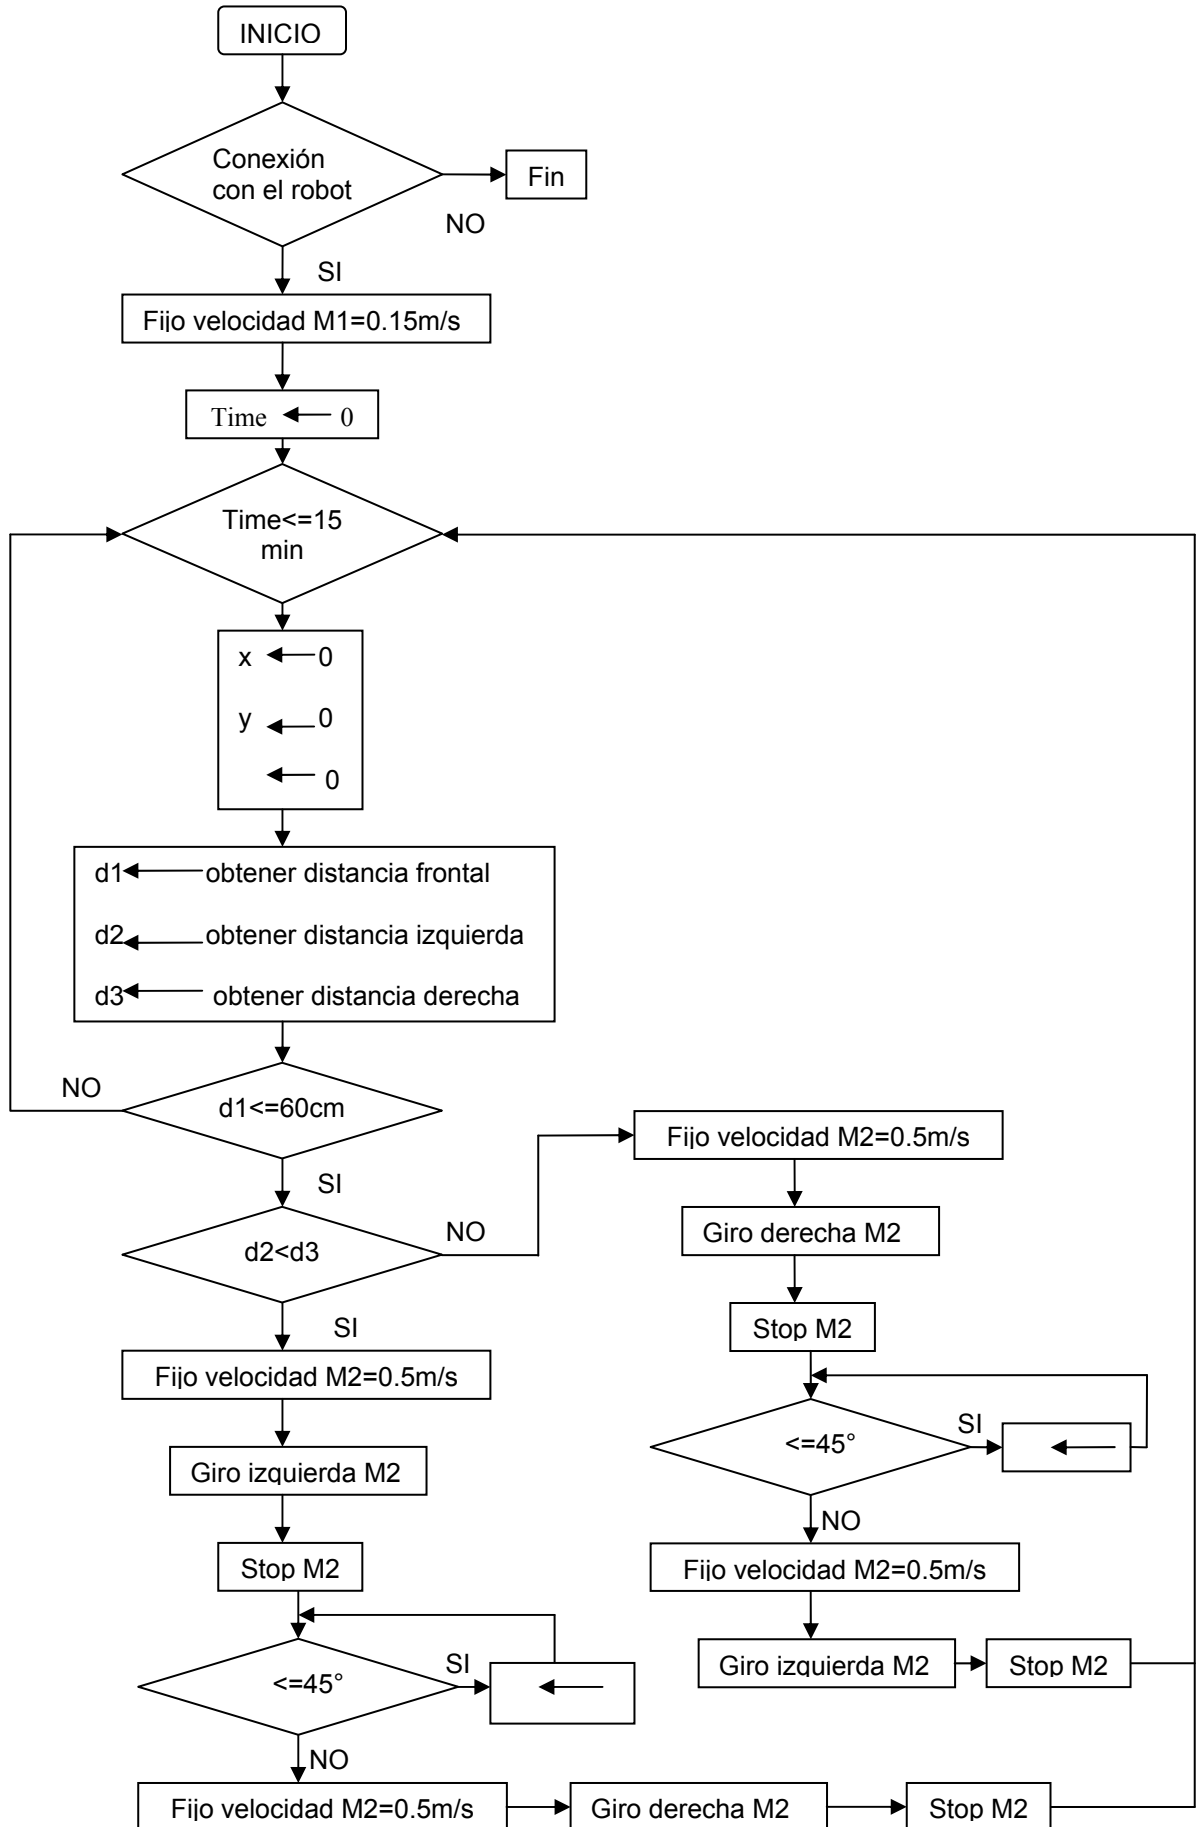 INICIO
Conexión
con el robot
Fin
NO
SI
Fijo velocidad M1=0.15m/s
Time 0
Time<=15
min
x 0
y 0
0
d1 obtener distancia frontal
d2 obtener distancia izquierda
d3 obtener distancia derecha
NO
d1<=60cm
SI
d2<d3
NO
SI
Fijo velocidad M2=0.5m/s
Giro izquierda M2
Stop M2
<=45°
SI
NO
Fijo velocidad M2=0.5m/s
Giro derecha M2
Stop M2
Fijo velocidad M2=0.5m/s
Giro derecha M2
Stop M2
<=45°
SI
NO
Fijo velocidad M2=0.5m/s
Giro izquierda M2
Stop M2